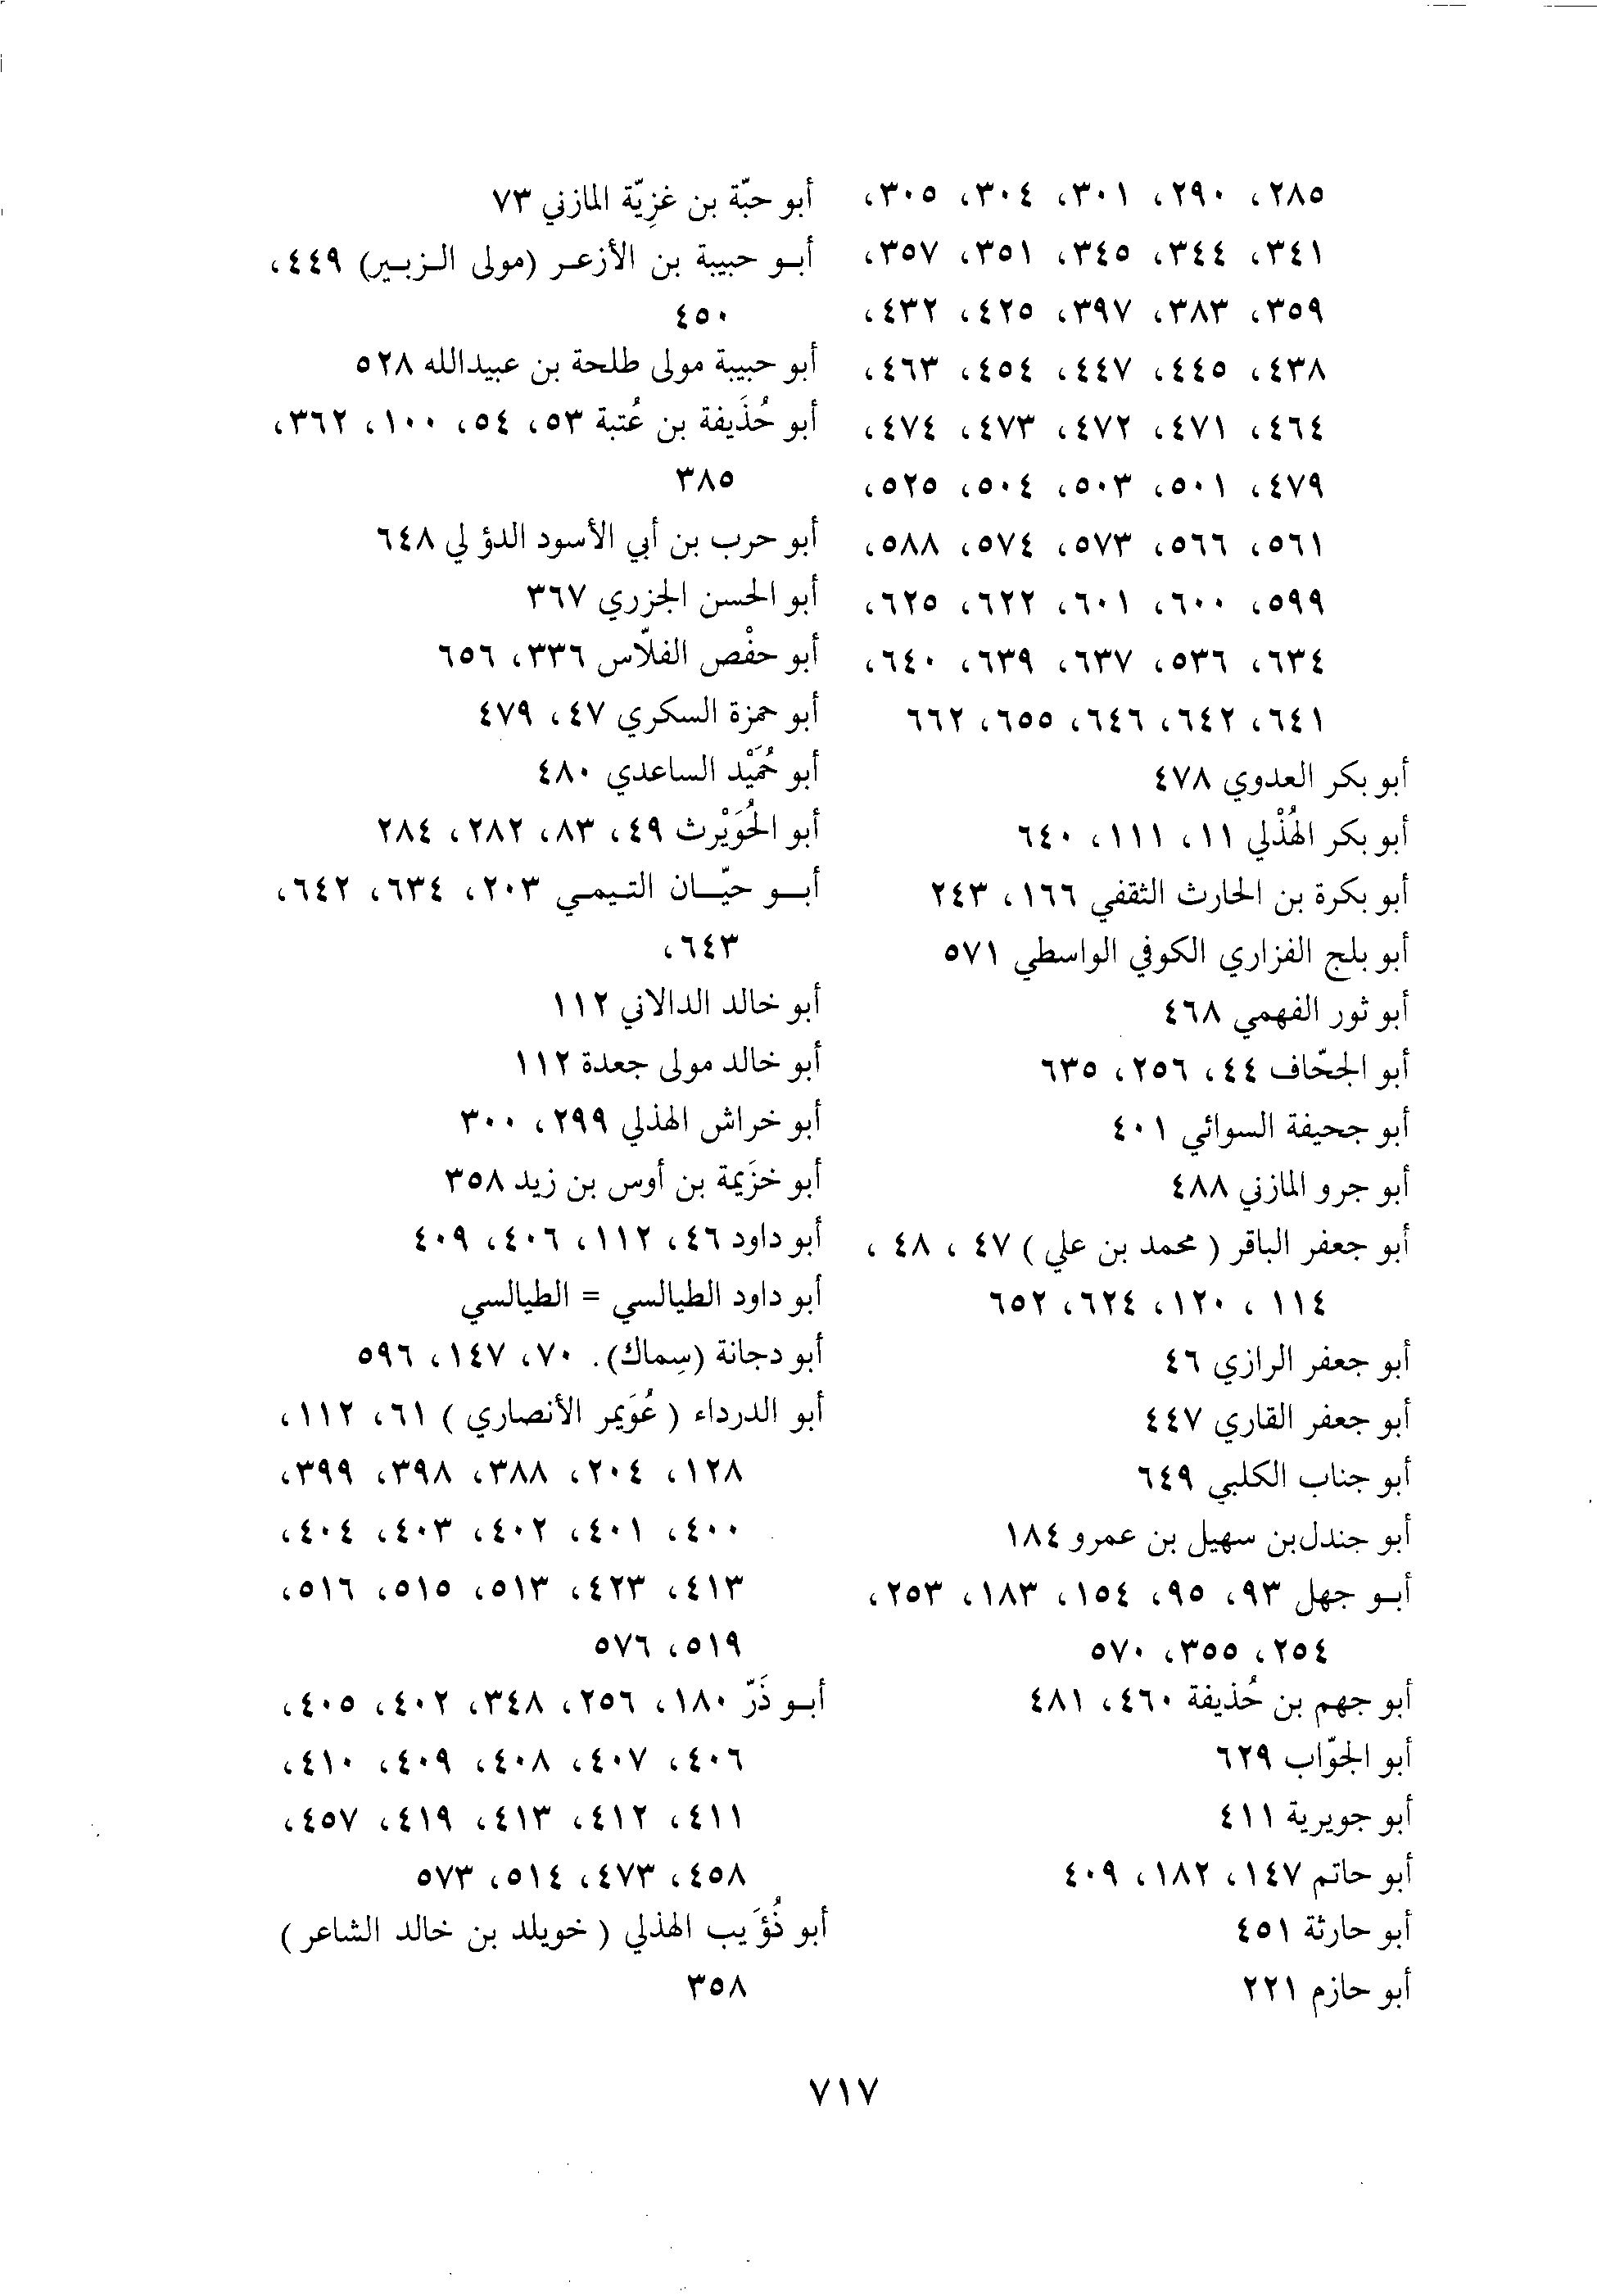 ٢٨٥، ٢٩٠، ٣٠١، ٣٠٤، ٣٠٥،
٣٤١، ٣٤٤، ٣٤٥، ٣٥١، ٣٥٧،
٣٥٩، ٣٨٣، ٣٩٧، ٤٢٥، ٤٣٢،
٤٣٨، ٤٤٥، ٤٤٧، ٤٥٤، ٤٦٣،
٤٦٤، ٤٧١، ٤٧٢، ٤٧٣، ٤٧٤،
٤٧٩، ٥٠١، ٥٠٣، ٥٠٤، ٥٢٥،
٥٦١، ٥٦٦، ٥٧٣، ٥٧٤، ٥٨٨،
٥٩٩، ٦٠٠، ٦٠١، ٦٢٢، ٦٢٥،
٦٣٤، ٥٣٦، ٦٣٧، ٦٣٩، ٦٤٠،
٦٤١، ٦٤٢، ٦٤٦، ٦٥٥، ٦٦٢
أبو بكر العدوي ٤٧٨
أبو بكر الهُذْلي ١١، ١١١، ٦٤٠
أبو بكرة بن الحارث الثقفي ١٦٦، ٢٤٣
أبو بلج الفزاري الكوفي الواسطي ٥٧١
أبو ثور الفهمي ٤٦٨
أبو الجحّاف ٤٤، ٢٥٦، ٦٣٥
أبو جحيفة السوائي ٤٠١
أبو جرو المازني ٤٨٨
أبو جعفر الباقر ( محمد بن علي ) ٤٧ ، ٤٨ ،
١١٤ ، ١٢٠، ٦٢٤، ٦٥٢
أبو جعفر الرازي ٤٦
أبو جعفر القاري ٤٤٧
أبو جناب الكلبي ٦٤٩
أبو جندل بن سهيل بن عمرو ١٨٤
أبـو جهل ٩٣، ٩٥، ١٥٤، ١٨٣، ٢٥٣،
٢٥٤، ٣٥٥، ٥٧٠
أبو جهم بن حُذيفة ٤٦٠، ٤٨١
أبو الجوّاب ٦٢٩
أبو جويرية ٤١١
أبو حاتم ١٤٧، ١٨٢، ٤٠٩
أبو حارثة ٤٥١
أبو حازم ٢٢١
أبو حبّة بن غزِيّة المازني ٧٣
أبـو حبيبة بن الأزعـر (مولى الـزبـير) ٤٤٩،
٤٥٠
أبو حبيبة مولى طلحة بن عبيدالله ٥٢٨
أبو حُذَيفة بن عُتبة ٥٣، ٥٤، ١٠٠، ٣٦٢،
٣٨٥
أبو حرب بن أبي الأسود الدؤلي ٦٤٨
أبو الحسن الجزري ٣٦٧
أبو حفْص الفلّاس ٣٣٦، ٦٥٦
أبو حمزة السكري ٤٧، ٤٧٩
أبو حُمَيْد الساعدي ٤٨٠
أبو الحُوَيْرث ٤٩، ٨٣، ٢٨٢، ٢٨٤
أبـــو حيّـــان التـيمـي ٢٠٣، ٦٣٤، ٦٤٢،
٦٤٣،
أبو خالد الدالاني ١١٢
أبو خالد مولى جعدة ١١٢
أبو خراش الهذلي ٢٩٩، ٣٠٠
أبو خزَيمة بن أوس بن زيد ٣٥٨
أبو داود ٤٦، ١١٢، ٤٠٦، ٤٠٩
أبو داود الطيالسي = الطيالسي
أبو دجانة (سِماك). ٧٠، ١٤٧، ٥٩٦
أبو الدرداء ( عُوَيمر الأنصاري ) ٦١، ١١٢،
١٢٨، ٢٠٤، ٣٨٨، ٣٩٨، ٣٩٩،
٤٠٠، ٤٠١، ٤٠٢، ٤٠٣، ٤٠٤،
٤١٣، ٤٢٣، ٥١٣، ٥١٥، ٥١٦،
٥١٩، ٥٧٦
أبـو ذَرّ ١٨٠، ٢٥٦، ٣٤٨، ٤٠٢، ٤٠٥،
٤٠٦، ٤٠٧، ٤٠٨، ٤٠٩، ٤١٠،
٤١١، ٤١٢، ٤١٣، ٤١٩، ٤٥٧،
٤٥٨، ٤٧٣، ٥١٤، ٥٧٣
أبو ذُؤَيب الهذلي ( خويلد بن خالد الشاعر )
٣٥٨
٧١٧